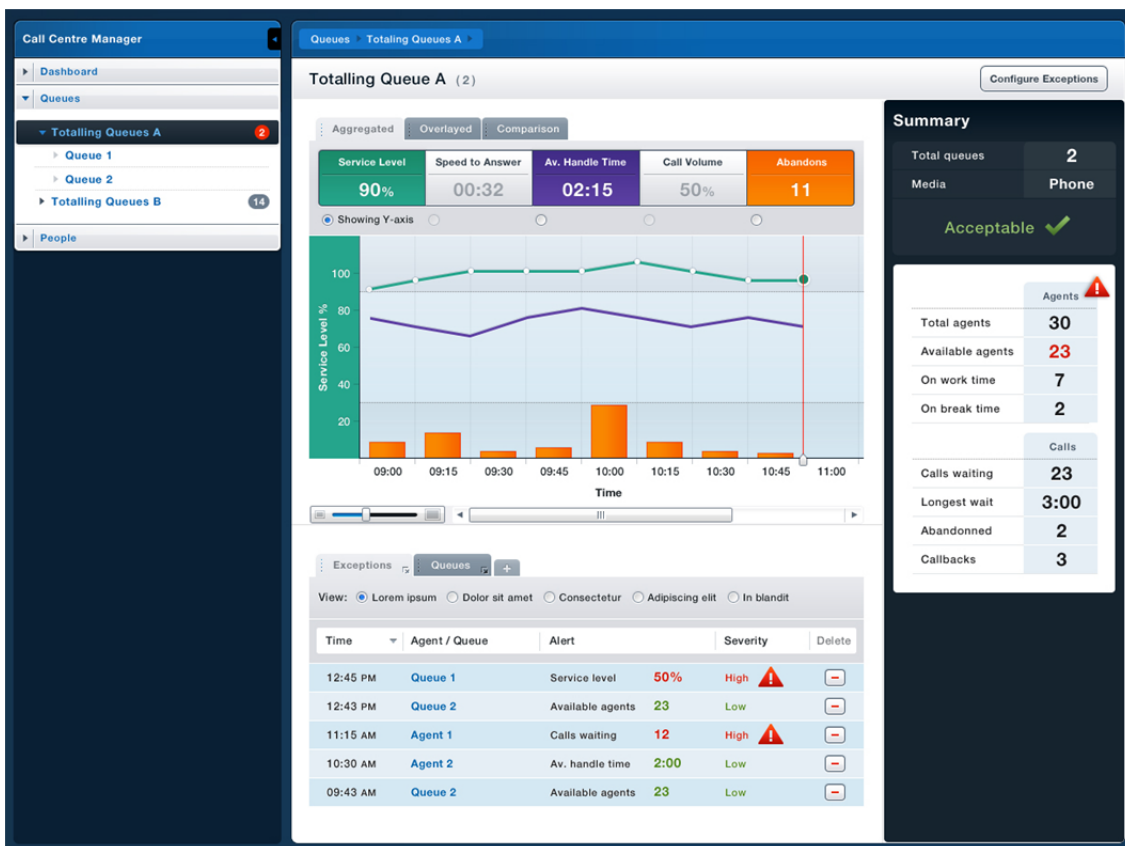 Call Centre Manager
Dashboard
Queues
Totalling Queues A 2
Queue 1
Queue 2
Totalling Queues B 14
People
Queues Totaling Queues A
Totalling Queue A (2)
Configure Exceptions
Aggregated Overlayed Comparison
Service Level Speed to Answer Av. Handle Time Call Volume Abandons
90% 00:32 02:15 50% 11
Showing Y-axis
Service Level %
100
80
60
40
20
09:00 09:15 09:30 09:45 10:00 10:15 10:30 10:45 11:00
Time
Exceptions Queues +
View: Lorem ipsum Dolor sit amet Consectetur Adipiscing elit In blandit
Time Agent / Queue Alert Severity Delete
12:45 PM Queue 1 Service level 50% High
12:43 PM Queue 2 Available agents 23 Low
11:15 AM Agent 1 Calls waiting 12 High
10:30 AM Agent 2 Av. handle time 2:00 Low
09:43 AM Queue 2 Available agents 23 Low
Summary
Total queues 2
Media Phone
Acceptable
Agents
Total agents 30
Available agents 23
On work time 7
On break time 2
Calls
Calls waiting 23
Longest wait 3:00
Abandonned 2
Callbacks 3